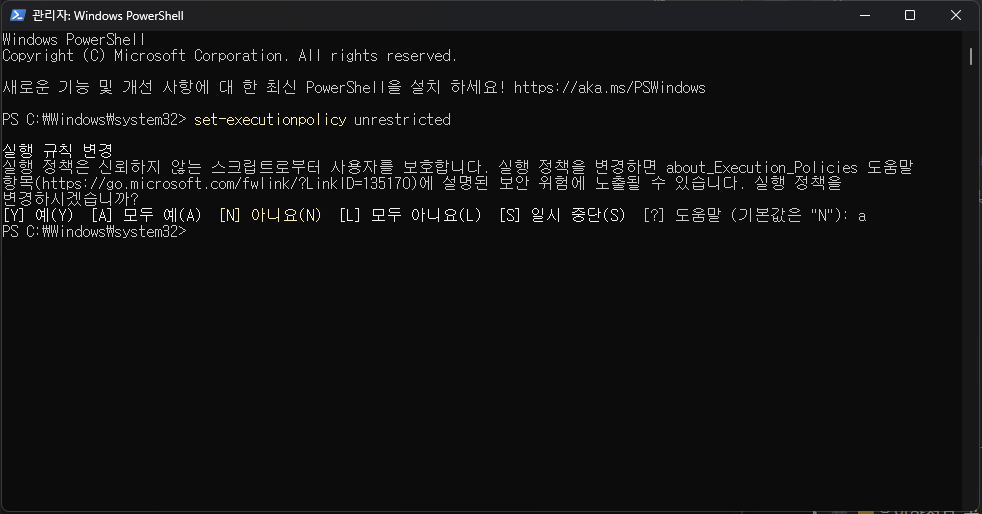 관리자: Windows PowerShell
Windows PowerShell
Copyright (C) Microsoft Corporation. All rights reserved.
새로운 기능 및 개선 사항에 대 한 최신 PowerShell을 설치 하세요! https://aka.ms/PSWindows
PS C:₩Windows₩system32> set-executionpolicy unrestricted
실행 규칙 변경
실행 정책은 신뢰하지 않는 스크립트로부터 사용자를 보호합니다. 실행 정책을 변경하면 about_Execution_Policies 도움말
항목(https://go.microsoft.com/fwlink/?LinkID=135170)에 설명된 보안 위험에 노출될 수 있습니다. 실행 정책을
변경하시겠습니까?
[Y] 예(Y)  [A] 모두 예(A)  [N] 아니요(N)  [L] 모두 아니요(L)  [S] 일시 중단(S)  [?] 도움말 (기본값은 "N"): a
PS C:₩Windows₩system32>